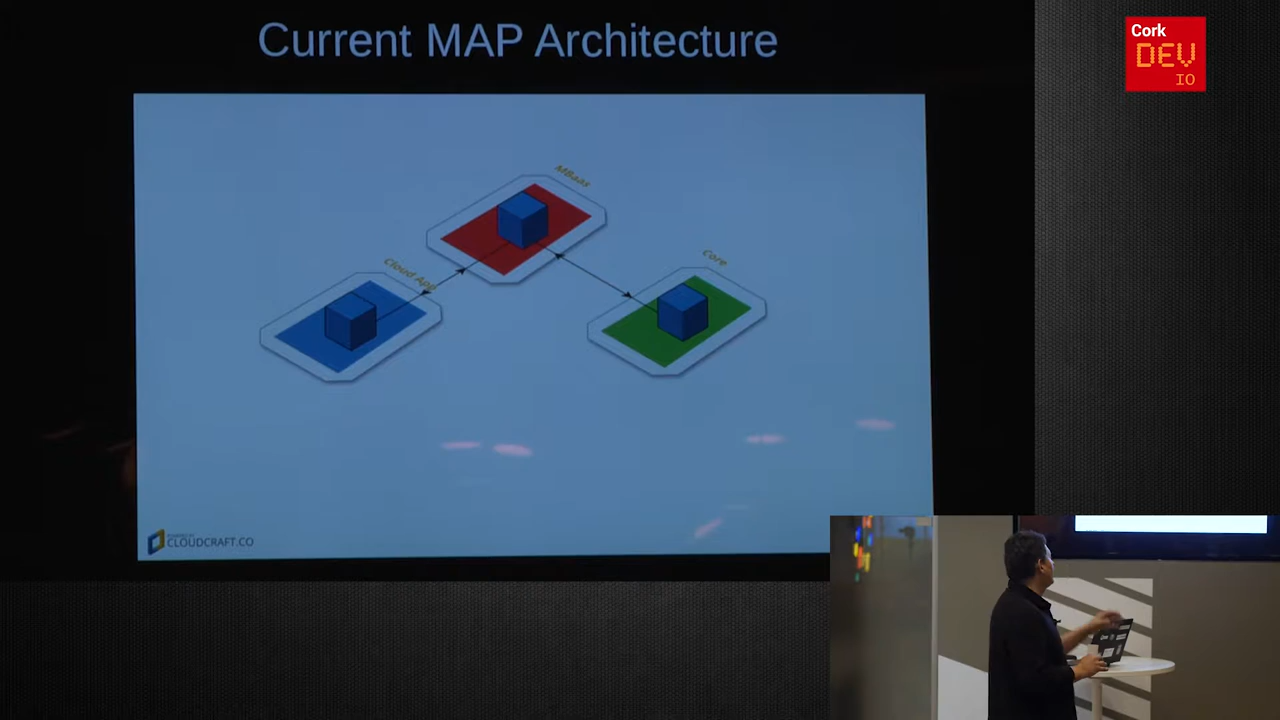 Current MAP Architecture
Cork
DEV
IO
MBaas
Core
Cloud App
CLOUDCRAFT.CO